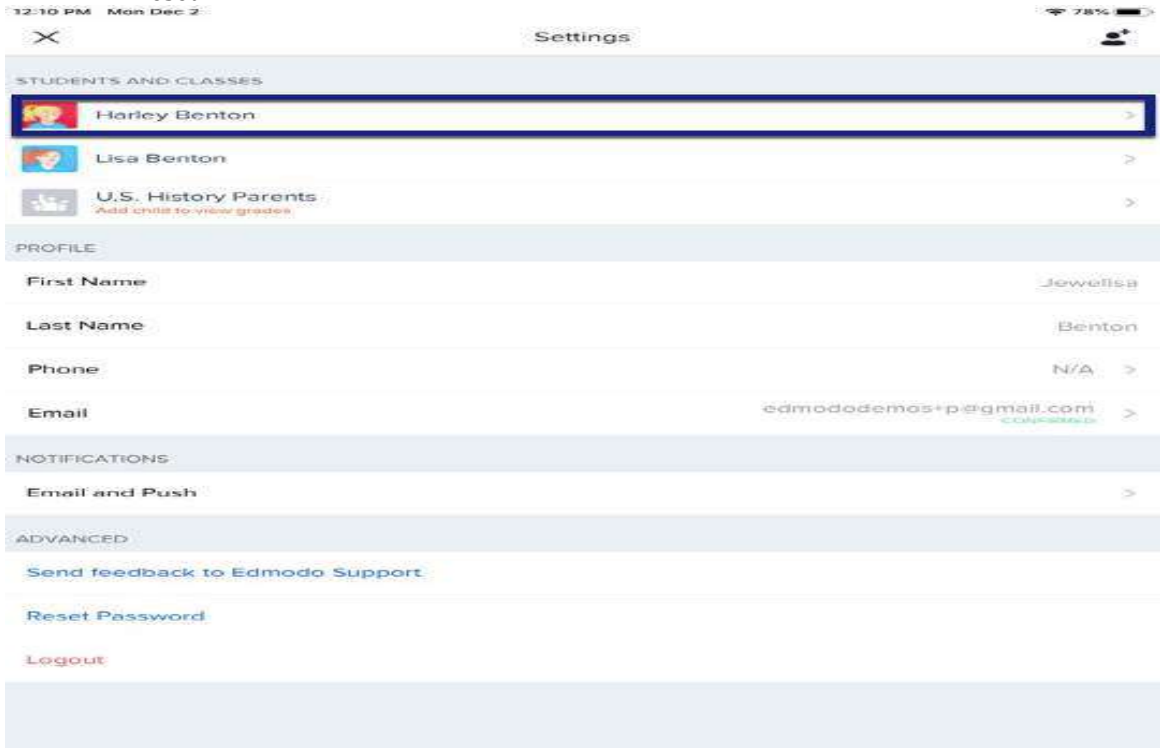 12:10 PM Mon Dec 2 78%
Settings
STUDENTS AND CLASSES
Harley Benton >
Lisa Benton >
U.S. History Parents >
Add child to view grades
PROFILE
First Name Jewelisa
Last Name Benton
Phone N/A >
Email edmododemos+p@gmail.com >
CONFIRMED
NOTIFICATIONS
Email and Push >
ADVANCED
Send feedback to Edmodo Support
Reset Password
Logout